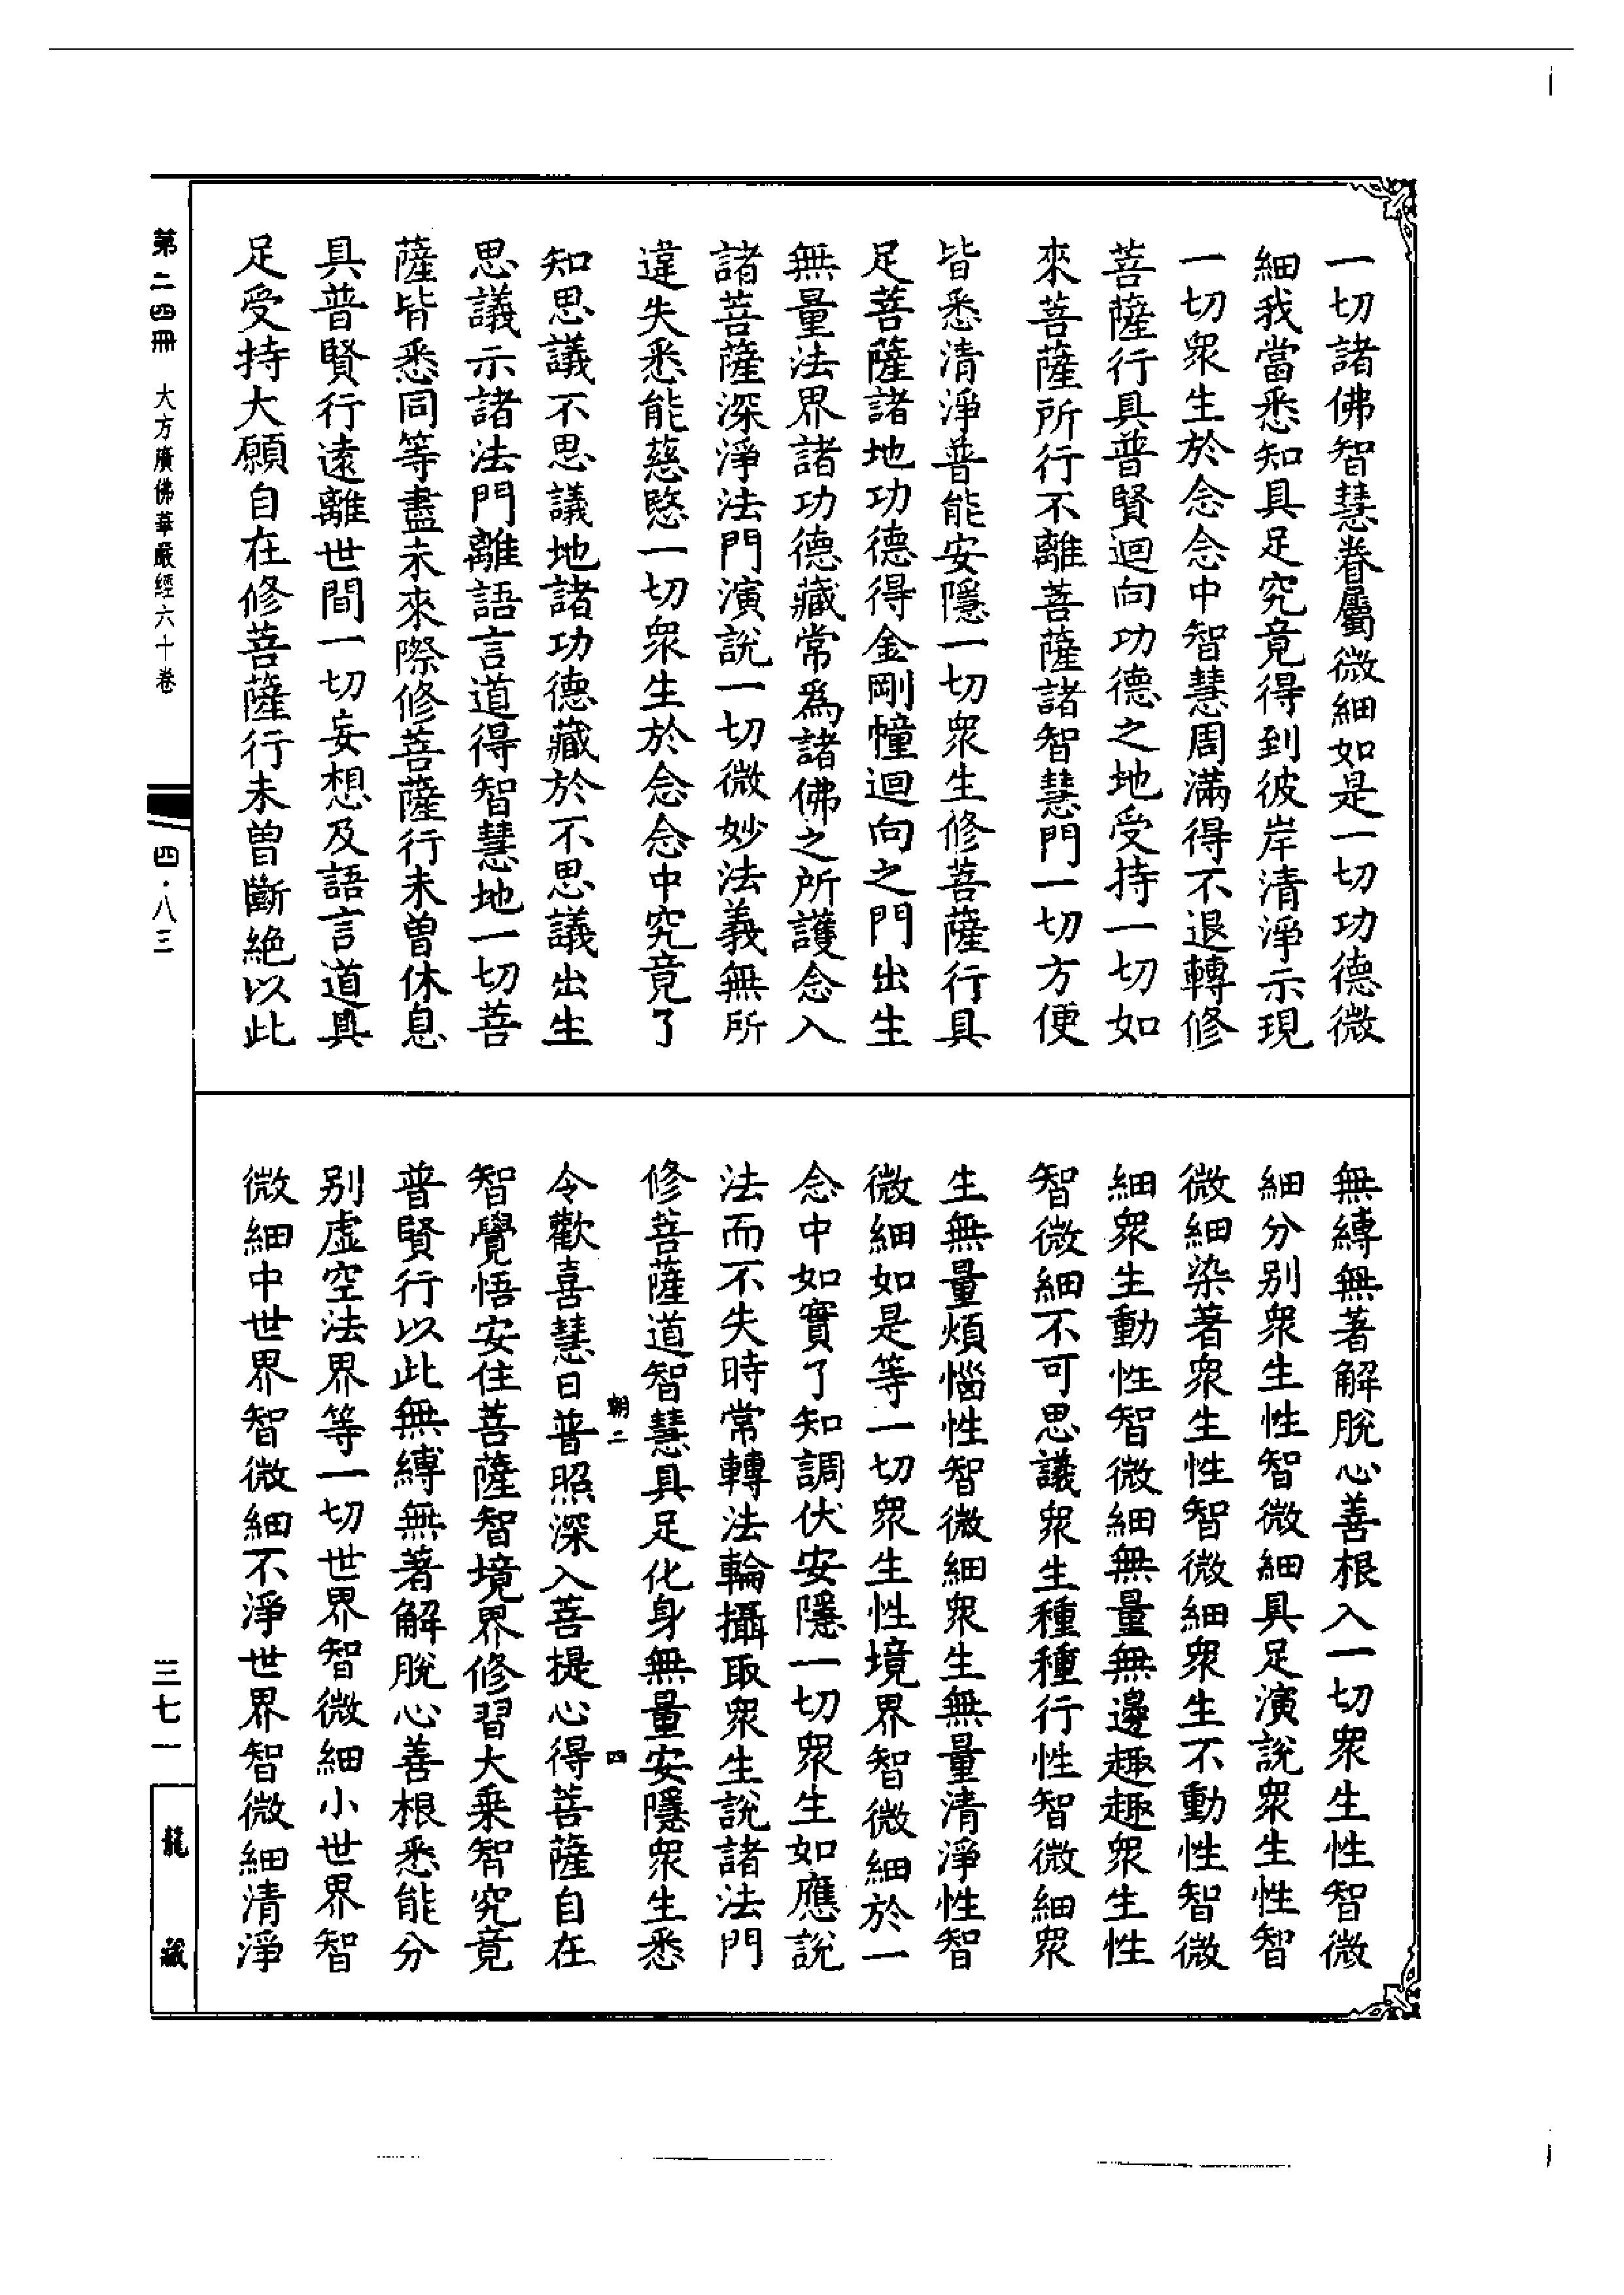 一切諸佛智慧眷屬微細如是一切功德微
細我當悉知具足究竟得到彼岸清淨示現
一切衆生於念念中智慧周滿得不退轉修
菩薩行具普賢迴向功德之地受持一切如
來菩薩所行不離菩薩諸智慧門一切方便
皆悉清淨普能安隱一切衆生修菩薩行具
足菩薩諸地功德得金剛幢迴向之門出生
無量法界諸功德藏常爲諸佛之所護念入
諸菩薩深淨法門演說一切微妙法義無所
違失悉能慈愍一切衆生於念念中究竟了
知思議不思議地諸功德藏於不思議出生
思議示諸法門離語言道得智慧地一切菩
薩皆悉同等盡未來際修菩薩行未曾休息
具普賢行遠離世間一切妄想及語言道具
足受持大願自在修菩薩行未曾斷絕以此
無縛無著解脫心善根入一切衆生性智微
細分別衆生性智微細具足演說衆生性智
微細染著衆生性智微細衆生不動性智微
細衆生動性智微細無量無邊趣趣衆生性
智微細不可思議衆生種種行性智微細衆
生無量煩惱性智微細衆生無量清淨性智
微細如是等一切衆生性境界智微細於一
念中如實了知調伏安隱一切衆生如應說
法而不失時常轉法輪攝取衆生說諸法門
修菩薩道智慧具足化身無量安隱衆生悉
朝二
四
令歡喜慧日普照深入菩提心得菩薩自在
智覺悟安住菩薩智境界修習大乗智究竟
普賢行以此無縛無著解脫心善根悉能分
別虛空法界等一切世界智微細小世界智
微細中世界智微細不淨世界智微細清淨
第二四冊
大方廣佛華嚴經六十卷
四·八三
三七一
龍藏